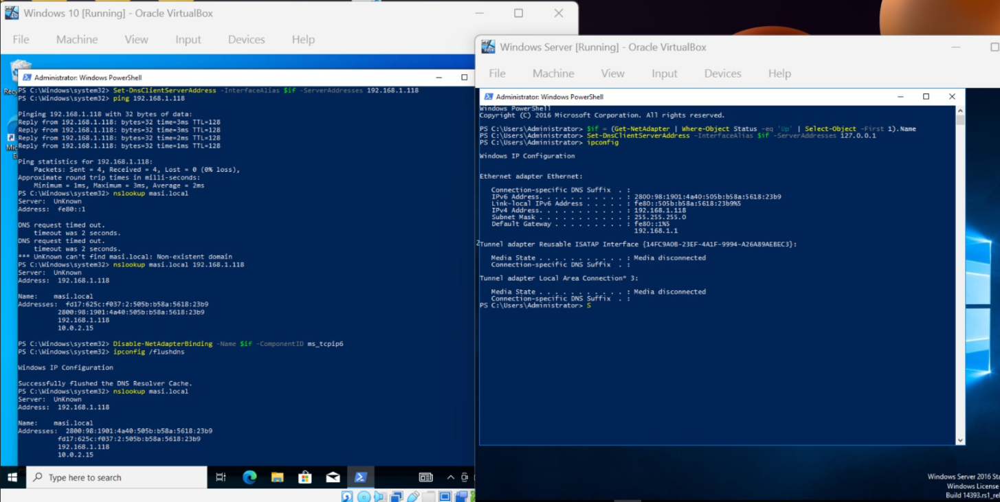 Windows 10 [Running] - Oracle VirtualBox
File Machine View Input Devices Help
Administrator: Windows PowerShell
PS C:\Windows\system32> Set-DnsClientServerAddress -InterfaceAlias $if -ServerAddresses 192.168.1.118
PS C:\Windows\system32> ping 192.168.1.118
Pinging 192.168.1.118 with 32 bytes of data:
Reply from 192.168.1.118: bytes=32 time=3ms TTL=128
Reply from 192.168.1.118: bytes=32 time=3ms TTL=128
Reply from 192.168.1.118: bytes=32 time=2ms TTL=128
Reply from 192.168.1.118: bytes=32 time=1ms TTL=128
Ping statistics for 192.168.1.118:
Packets: Sent = 4, Received = 4, Lost = 0 (0% loss),
Approximate round trip times in milli-seconds:
Minimum = 1ms, Maximum = 3ms, Average = 2ms
PS C:\Windows\system32> nslookup masi.local
Server: UnKnown
Address: fe80::1
DNS request timed out.
timeout was 2 seconds.
DNS request timed out.
timeout was 2 seconds.
*** UnKnown can't find masi.local: Non-existent domain
PS C:\Windows\system32> nslookup masi.local 192.168.1.118
Server: UnKnown
Address: 192.168.1.118
Name: masi.local
Addresses: fd17:625c:f037:2:505b:b58a:5618:23b9
2800:98:1901:4a40:505b:b58a:5618:23b9
192.168.1.118
10.0.2.15
PS C:\Windows\system32> Disable-NetAdapterBinding -Name $if -ComponentID ms_tcpip6
PS C:\Windows\system32> ipconfig /flushdns
Windows IP Configuration
Successfully flushed the DNS Resolver Cache.
PS C:\Windows\system32> nslookup masi.local
Server: UnKnown
Address: 192.168.1.118
Name: masi.local
Addresses: 2800:98:1901:4a40:505b:b58a:5618:23b9
fd17:625c:f037:2:505b:b58a:5618:23b9
192.168.1.118
10.0.2.15
Type here to search
Windows Server [Running] - Oracle VirtualBox
File Machine View Input Devices Help
Administrator: Windows PowerShell
Windows PowerShell
Copyright (C) 2016 Microsoft Corporation. All rights reserved.
PS C:\Users\Administrator> $if = (Get-NetAdapter | Where-Object Status -eq 'Up' | Select-Object -First 1).Name
PS C:\Users\Administrator> Set-DnsClientServerAddress -InterfaceAlias $if -ServerAddresses 127.0.0.1
PS C:\Users\Administrator> ipconfig
Windows IP Configuration
Ethernet adapter Ethernet:
Connection-specific DNS Suffix . :
IPv6 Address. . . . . . . . . . . : 2800:98:1901:4a40:505b:b58a:5618:23b9
Link-local IPv6 Address . . . . . : fe80::505b:b58a:5618:23b9%5
IPv4 Address. . . . . . . . . . . : 192.168.1.118
Subnet Mask . . . . . . . . . . . : 255.255.255.0
Default Gateway . . . . . . . . . : fe80::1%5
192.168.1.1
Tunnel adapter Reusable ISATAP Interface {14FC9A0B-23EF-4A1F-9994-A26A89AEBEC3}:
Media State . . . . . . . . . . . : Media disconnected
Connection-specific DNS Suffix . :
Tunnel adapter Local Area Connection* 3:
Media State . . . . . . . . . . . : Media disconnected
Connection-specific DNS Suffix . :
PS C:\Users\Administrator> S
Windows Server 2016 Sta
Windows License
Build 14393.rs1_rel